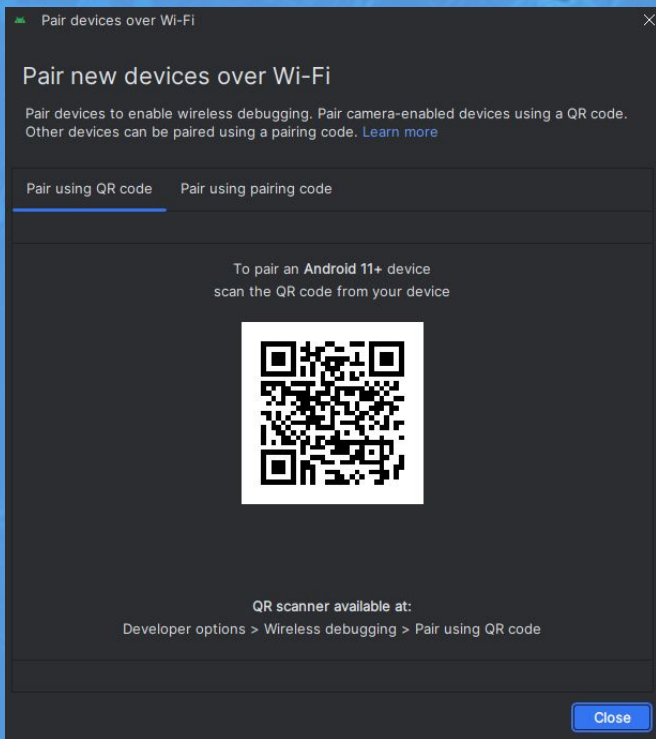 Pair devices over Wi-Fi
Pair new devices over Wi-Fi
Pair devices to enable wireless debugging. Pair camera-enabled devices using a QR code.
Other devices can be paired using a pairing code. Learn more
Pair using QR code Pair using pairing code
To pair an Android 11+ device
scan the QR code from your device
QR scanner available at:
Developer options > Wireless debugging > Pair using QR code
Close